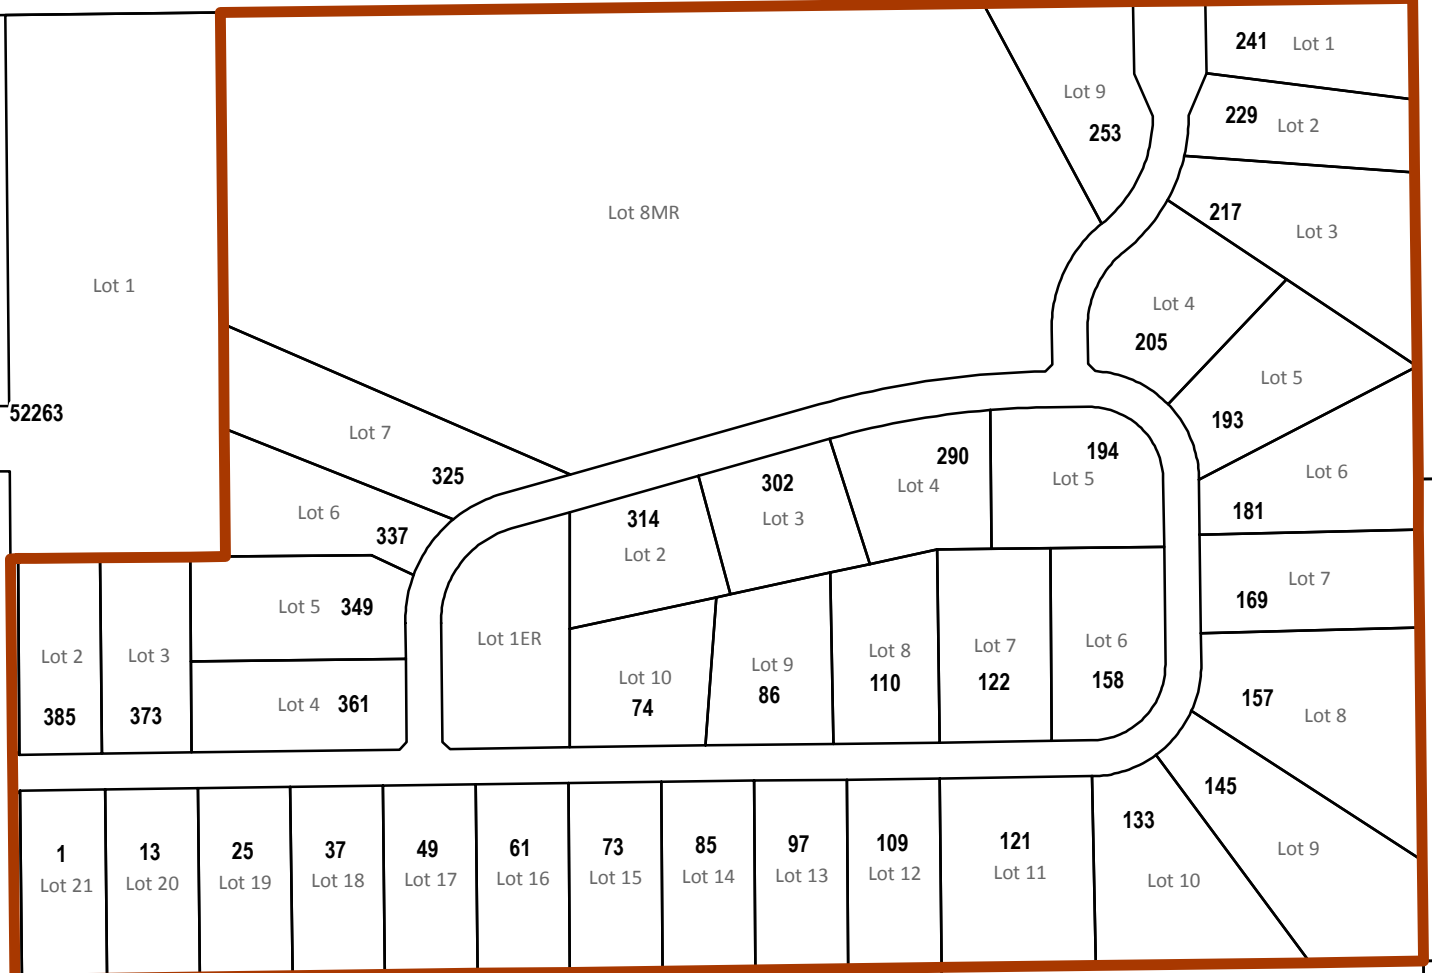 241 Lot 1
Lot 9
253
229 Lot 2
217
Lot 3
Lot 8MR
Lot 1
Lot 4
205
Lot 5
193
52263
Lot 7
325
290
Lot 4
194
Lot 5
Lot 6
181
302
Lot 3
314
Lot 2
Lot 6
337
Lot 7
169
Lot 5 349
Lot 1ER
Lot 2
385
Lot 3
373
Lot 4 361
Lot 10
74
Lot 9
86
Lot 8
110
Lot 7
122
Lot 6
158
157
Lot 8
145
Lot 9
133
Lot 10
1
Lot 21
13
Lot 20
25
Lot 19
37
Lot 18
49
Lot 17
61
Lot 16
73
Lot 15
85
Lot 14
97
Lot 13
109
Lot 12
121
Lot 11